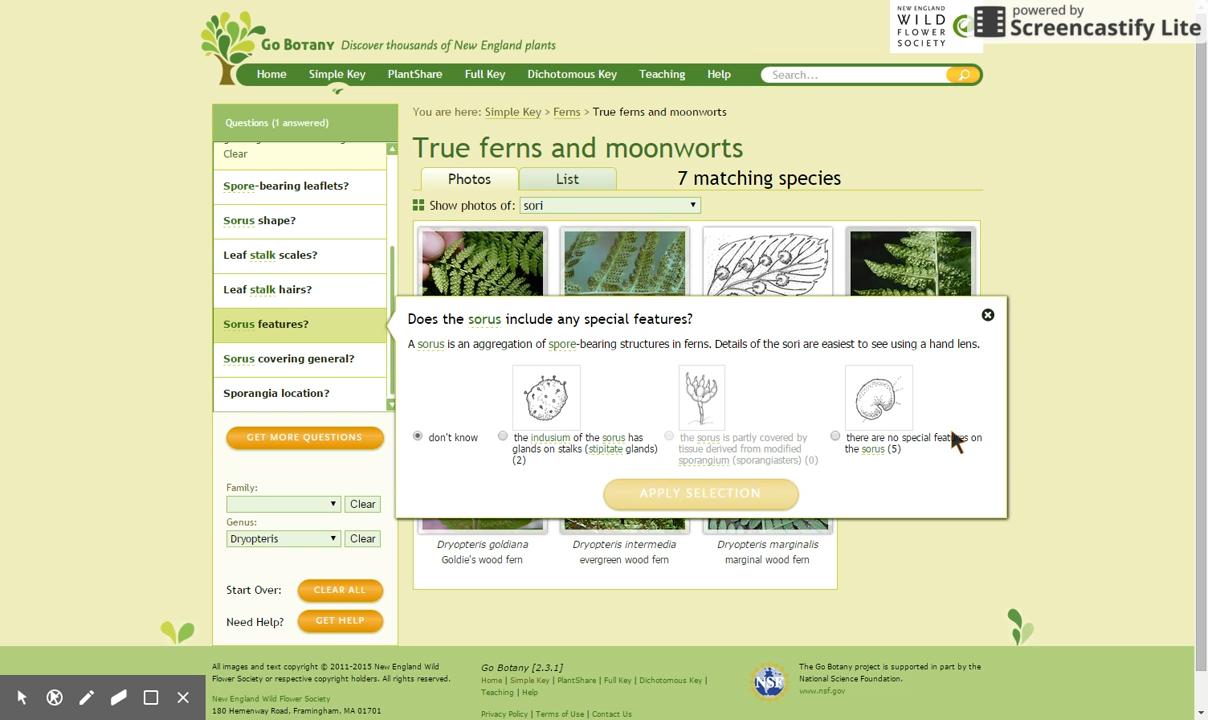 NEW ENGLAND
WILD
FLOWER
SOCIETY
powered by
Screencastify Lite
Go Botany Discover thousands of New England plants
Home Simple Key PlantShare Full Key Dichotomous Key Teaching Help Search...
Questions (1 answered)
Clear
Spore-bearing leaflets?
Sorus shape?
Leaf stalk scales?
Leaf stalk hairs?
Sorus features?
Sorus covering general?
Sporangia location?
GET MORE QUESTIONS
Family:
Clear
Genus:
Dryopteris Clear
Start Over: CLEAR ALL
Need Help? GET HELP
You are here: Simple Key > Ferns > True ferns and moonworts
True ferns and moonworts
Photos List 7 matching species
Show photos of: sori
Does the sorus include any special features?
A sorus is an aggregation of spore-bearing structures in ferns. Details of the sori are easiest to see using a hand lens.
don't know
the indusium of the sorus has
glands on stalks (stipitate glands)
(2)
the sorus is partly covered by
tissue derived from modified
sporangium (sporangiasters) (0)
there are no special features on
the sorus (5)
APPLY SELECTION
Dryopteris goldiana
Goldie's wood fern
Dryopteris intermedia
evergreen wood fern
Dryopteris marginalis
marginal wood fern
All images and text copyright © 2011-2015 New England Wild
Flower Society or respective copyright holders. All rights reserved.
New England Wild Flower Society
180 Hemenway Road, Framingham, MA 01701
Go Botany [2.3.1]
Home | Simple Key | PlantShare | Full Key | Dichotomous Key |
Teaching | Help
Privacy Policy | Terms of Use | Contact Us
NSF
The Go Botany project is supported in part by the
National Science Foundation.
www.nsf.gov